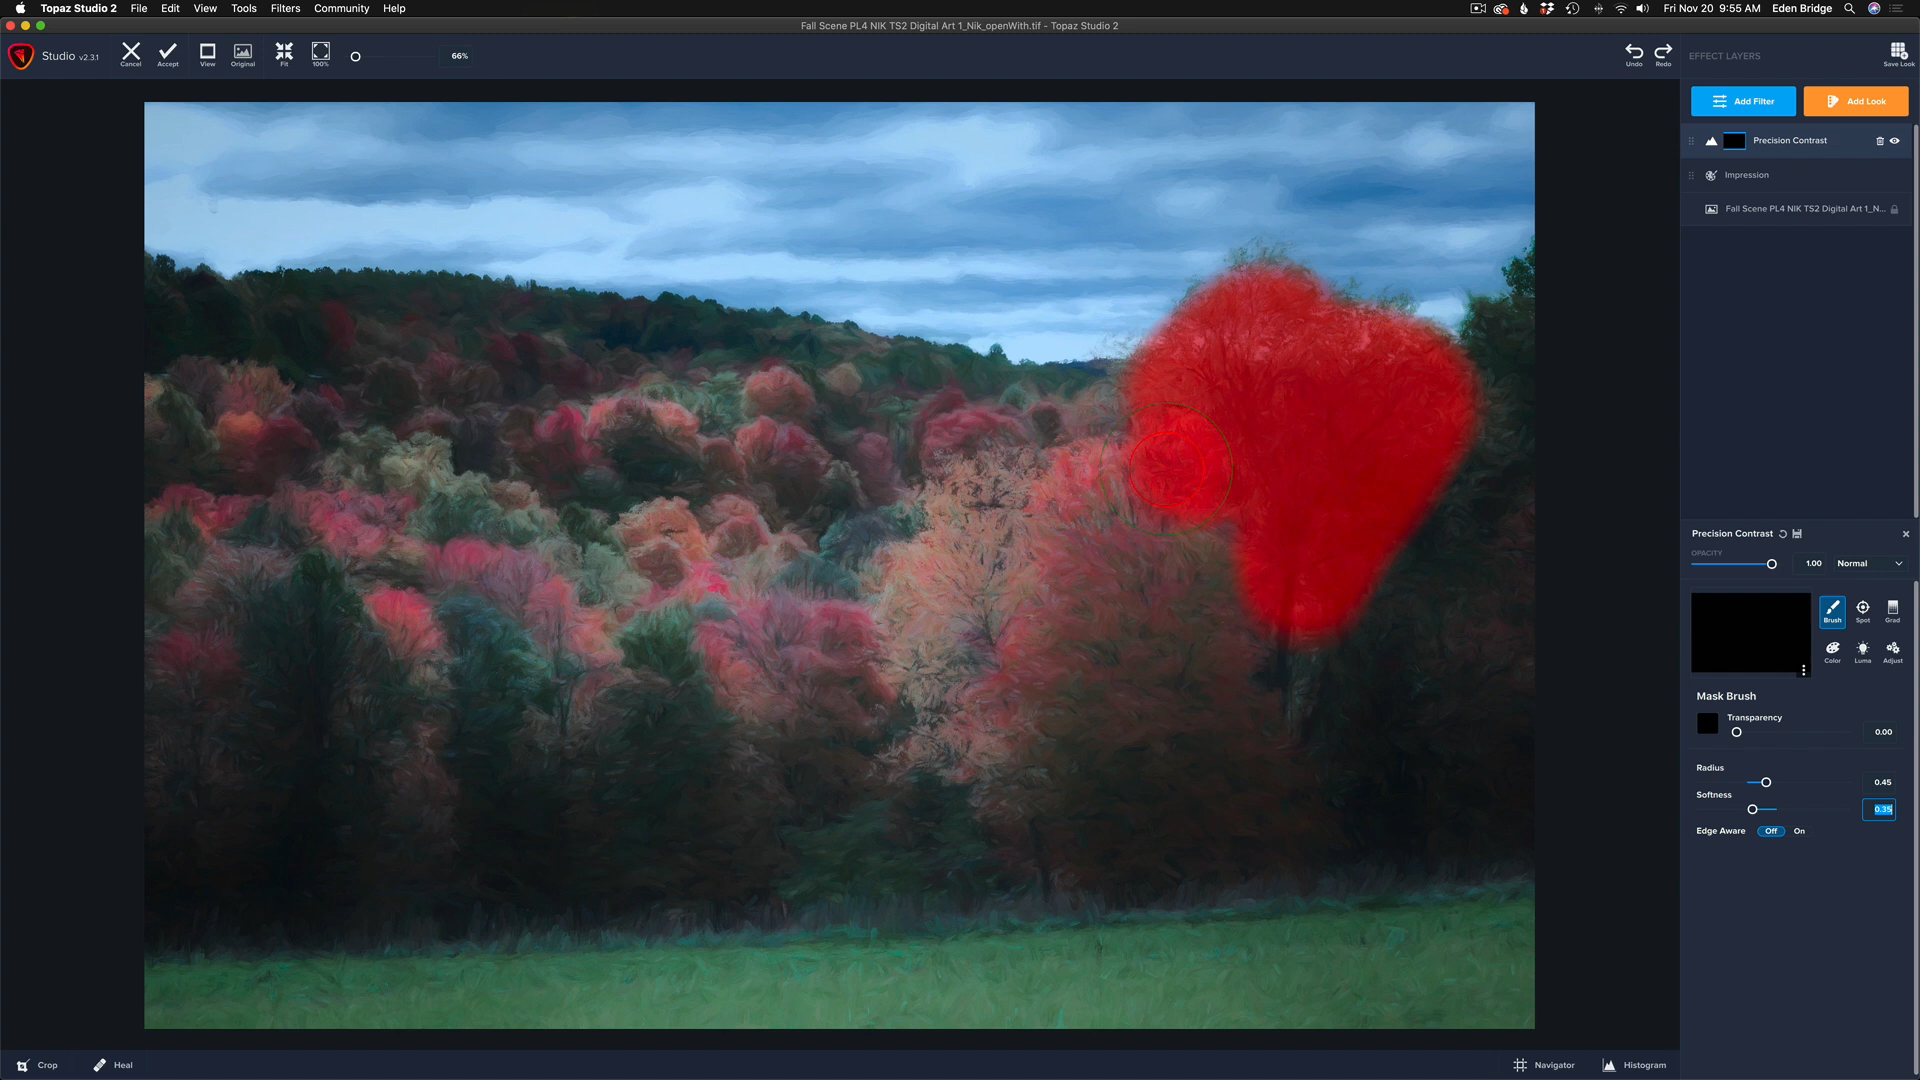 Topaz Studio 2 File Edit View Tools Filters Community Help Fri Nov 20 9:55 AM Eden Bridge
Fall Scene PL4 NIK TS2 Digital Art 1_Nik_openWith.tif - Topaz Studio 2
Studio v2.3.1
Cancel
Accept
View
Original
Fit
100%
66%
Undo
Redo
EFFECT LAYERS
Save Look
Add Filter
Add Look
Precision Contrast
Impression
Fall Scene PL4 NIK TS2 Digital Art 1_N...
Precision Contrast
OPACITY
1.00
Normal
Brush
Spot
Grad
Color
Luma
Adjust
Mask Brush
Transparency
0.00
Radius
0.45
Softness
0.35
Edge Aware Off On
Crop
Heal
Navigator
Histogram